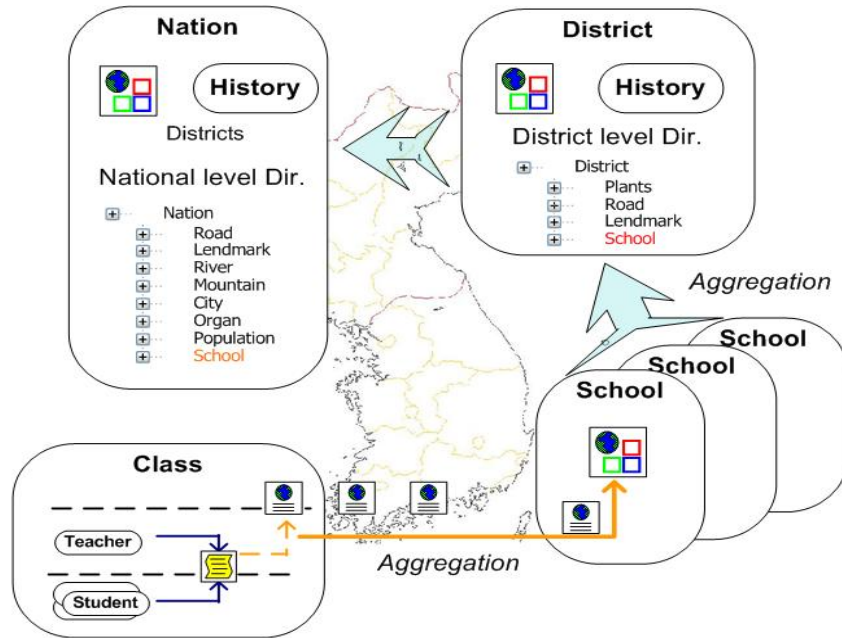 Nation
History
Districts
National level Dir.
Nation
Road
Lendmark
River
Mountain
City
Organ
Population
School
District
History
District level Dir.
District
Plants
Road
Lendmark
School
Aggregation
School
School
School
Class
Teacher
Student
Aggregation